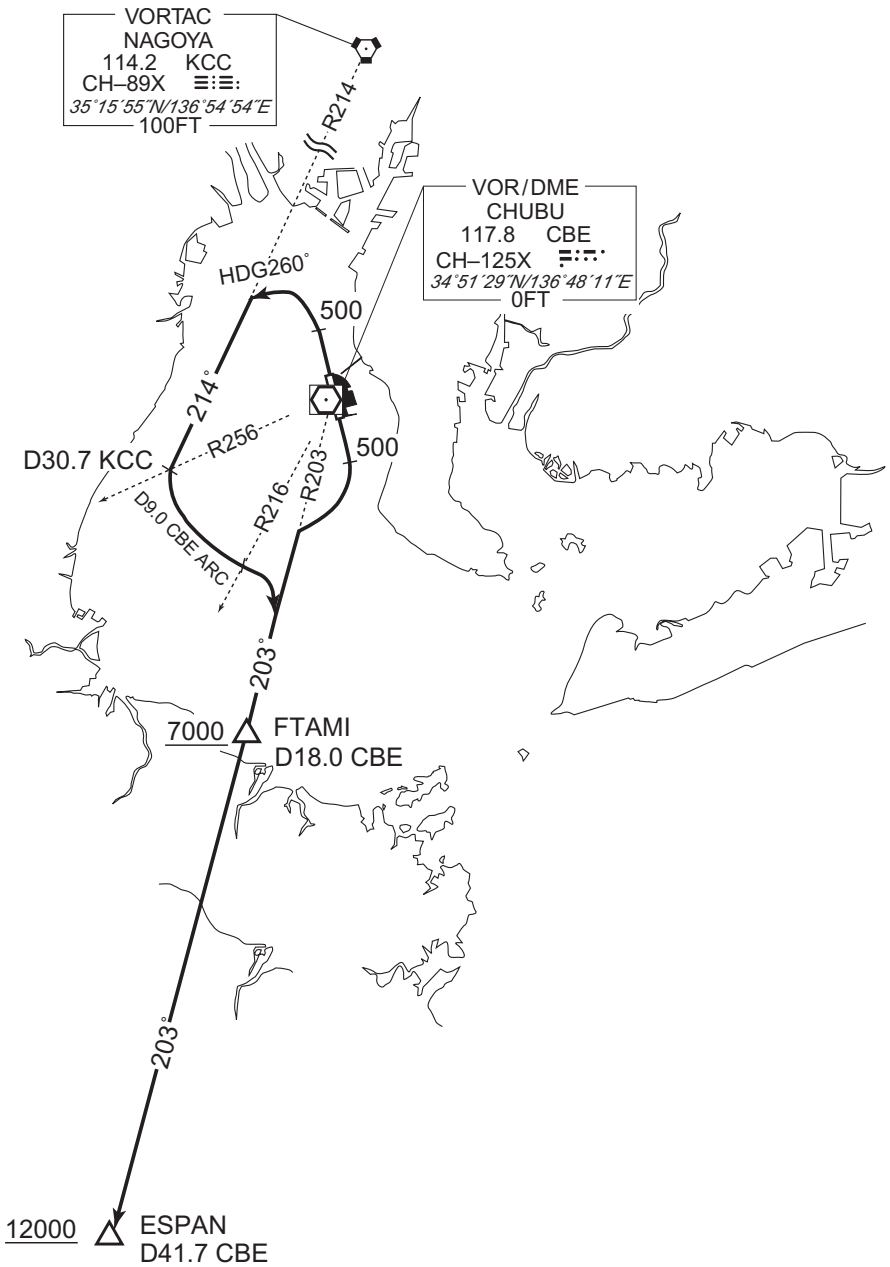 VORTAC
NAGOYA
114.2 KCC
CH–89X
35°15′55″N/136°54′54″E
100FT
R214
VOR/DME
CHUBU
117.8 CBE
CH–125X
34°51′29″N/136°48′11″E
0FT
HDG260°
500
214°
R256
D30.7 KCC
500
R203
R216
D9.0 CBE ARC
203°
7000
FTAMI
D18.0 CBE
203°
12000
ESPAN
D41.7 CBE